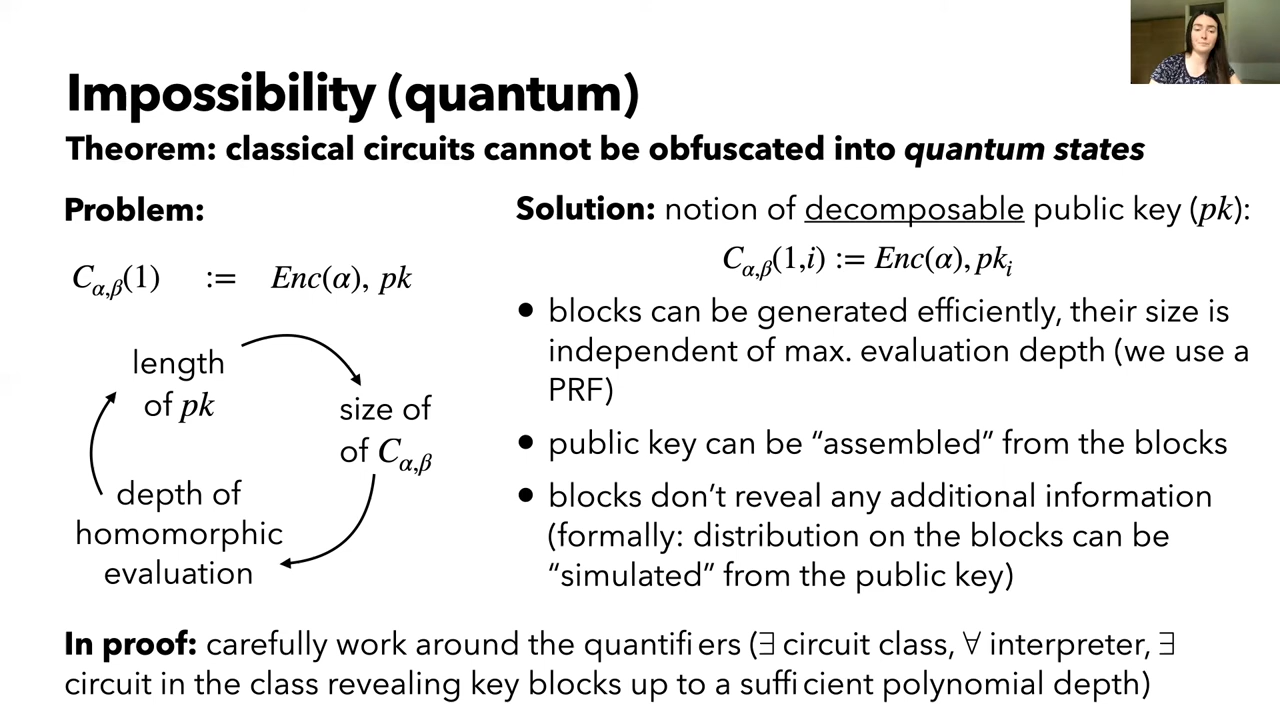 Impossibility (quantum)
Theorem: classical circuits cannot be obfuscated into quantum states
Problem:
C_{α,β}(1) := Enc(α), pk
length
of pk
size of
of C_{α,β}
depth of
homomorphic
evaluation
Solution: notion of decomposable public key (pk):
C_{α,β}(1,i) := Enc(α), pk_i
• blocks can be generated efficiently, their size is
independent of max. evaluation depth (we use a
PRF)
• public key can be “assembled” from the blocks
• blocks don’t reveal any additional information
(formally: distribution on the blocks can be
“simulated” from the public key)
In proof: carefully work around the quantifiers (∃ circuit class, ∀ interpreter, ∃
circuit in the class revealing key blocks up to a sufficient polynomial depth)